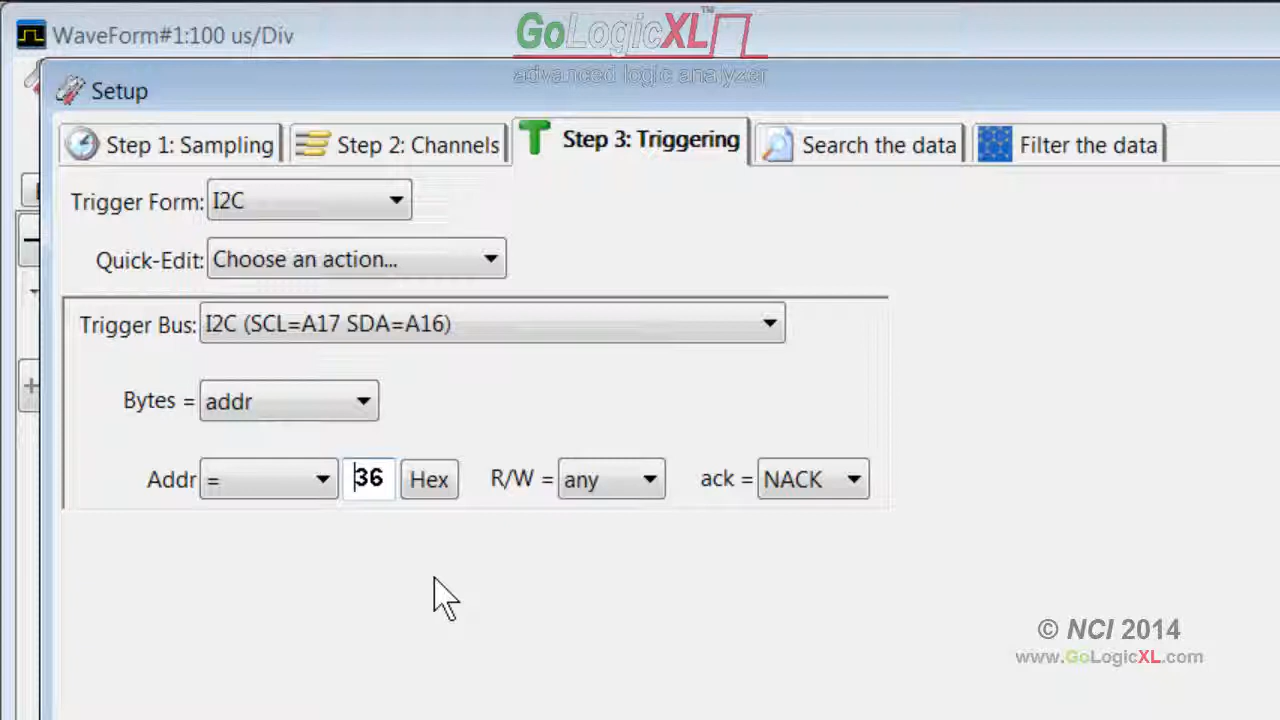 WaveForm#1:100 us/Div
GoLogicXL™
advanced logic analyzer
Setup
Step 1: Sampling
Step 2: Channels
Step 3: Triggering
Search the data
Filter the data
Trigger Form: I2C
Quick-Edit: Choose an action...
Trigger Bus: I2C (SCL=A17 SDA=A16)
Bytes = addr
Addr = 36 Hex R/W = any ack = NACK
© NCI 2014
www.GoLogicXL.com